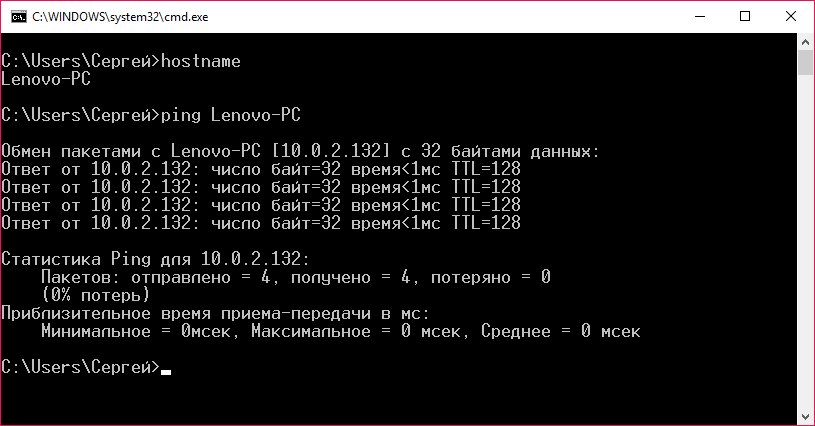 C:\WINDOWS\system32\cmd.exe
C:\Users\Сергей>hostname
Lenovo-PC
C:\Users\Сергей>ping Lenovo-PC
Обмен пакетами с Lenovo-PC [10.0.2.132] с 32 байтами данных:
Ответ от 10.0.2.132: число байт=32 время<1мс TTL=128
Ответ от 10.0.2.132: число байт=32 время<1мс TTL=128
Ответ от 10.0.2.132: число байт=32 время<1мс TTL=128
Ответ от 10.0.2.132: число байт=32 время<1мс TTL=128
Статистика Ping для 10.0.2.132:
    Пакетов: отправлено = 4, получено = 4, потеряно = 0
    (0% потерь)
Приблизительное время приема-передачи в мс:
    Минимальное = 0мсек, Максимальное = 0 мсек, Среднее = 0 мсек
C:\Users\Сергей>